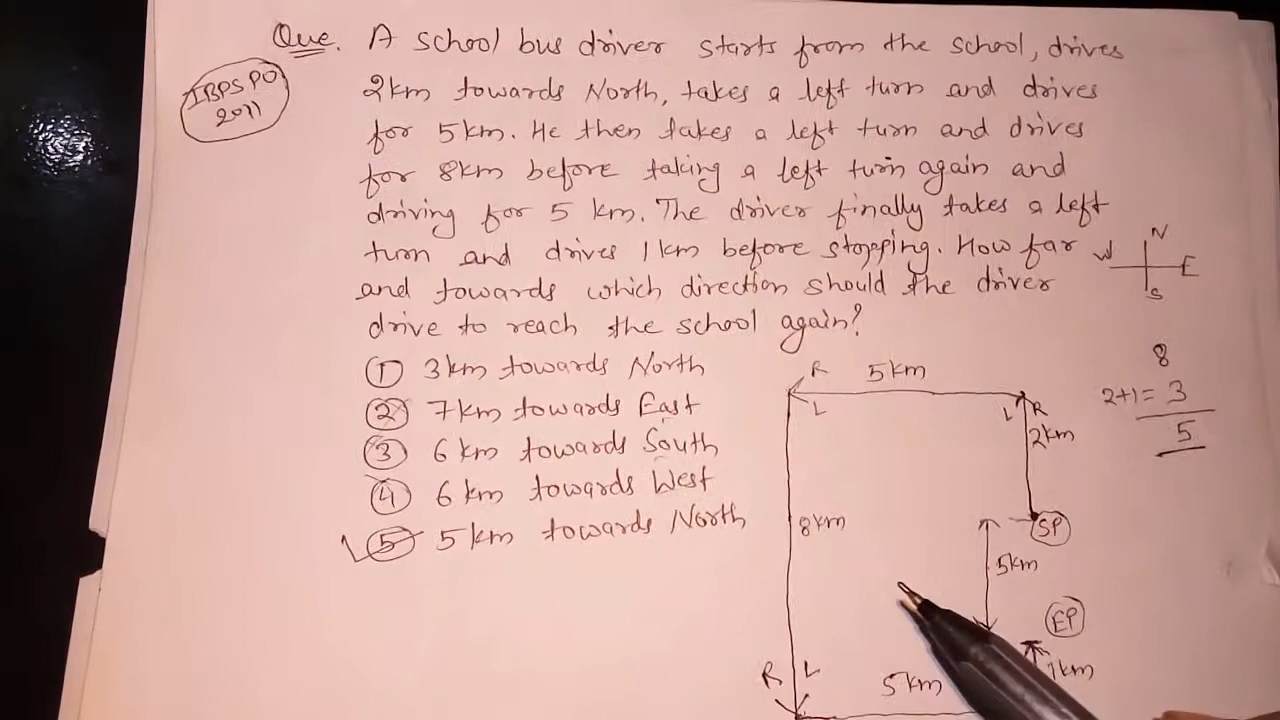 Que. A school bus driver starts from the school, drives
IBPS PO
2011
2km towards North, takes a left turn and drives
for 5km. He then takes a left turn and drives
for 8km before taking a left turn again and
driving for 5 km. The driver finally takes a left
turn and drives 1km before stopping. How far
and towards which direction should the driver
drive to reach the school again?
N
W E
S
1 3km towards North
2 7km towards East
3 6 km towards South
4 6 km towards West
5 5 km towards North
8
2+1= 3
5
R 5km
L L R
2km
8km SP
5km
EP
1km
R L 5km